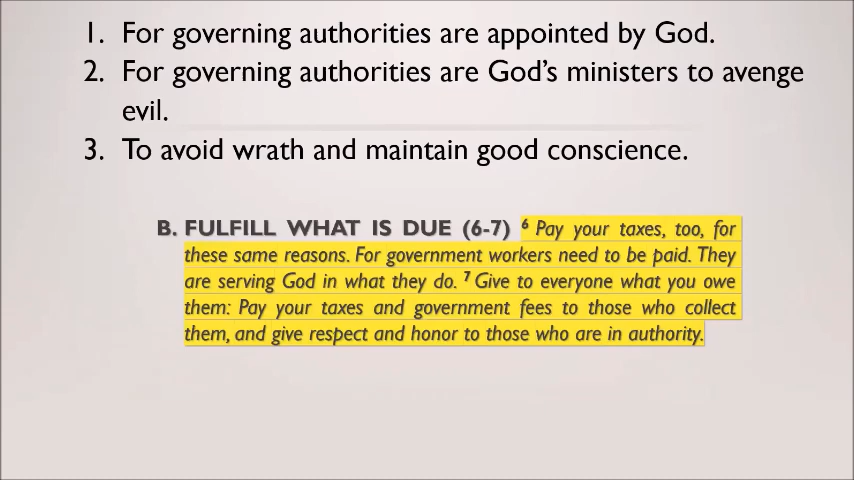 1. For governing authorities are appointed by God.
2. For governing authorities are God's ministers to avenge
evil.
3. To avoid wrath and maintain good conscience.
B. FULFILL WHAT IS DUE (6-7) 6 Pay your taxes, too, for
these same reasons. For government workers need to be paid. They
are serving God in what they do. 7 Give to everyone what you owe
them: Pay your taxes and government fees to those who collect
them, and give respect and honor to those who are in authority.